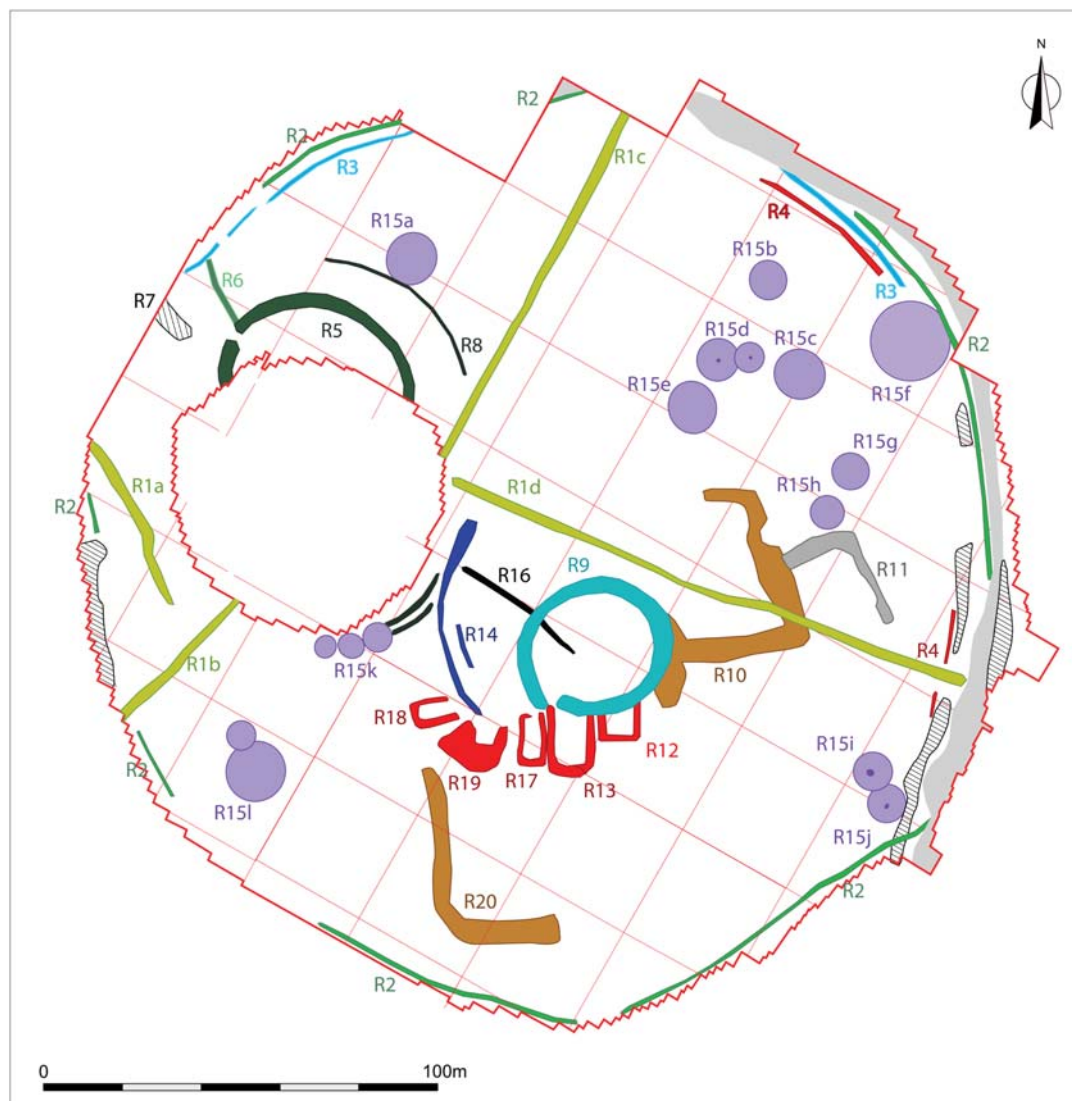 N
R2
R2
R1c
R3
R4
R15a
R15b
R6
R3
R7
R5
R8
R15d
R15c
R2
R15e
R15f
R15g
R1a
R1d
R15h
R2
R16
R9
R11
R14
R4
R15k
R10
R1b
R18
R12
R19
R17
R13
R15i
R2
R15l
R15j
R2
R20
R2
0
100m